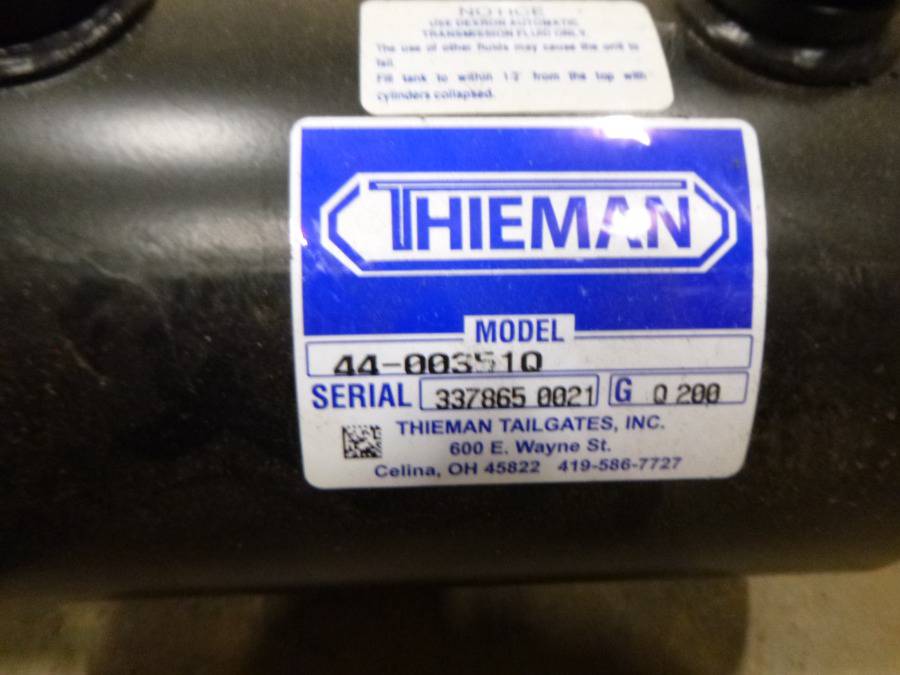 NOTICE
USE DEXRON AUTOMATIC
TRANSMISSION FLUID ONLY.
The use of other fluids may cause the unit to
fail.
Fill tank to within 1/2" from the top with
cylinders collapsed.
THIEMAN
MODEL
44-00351Q
SERIAL 337865 0021 G Q 200
THIEMAN TAILGATES, INC.
600 E. Wayne St.
Celina, OH 45822 419-586-7727